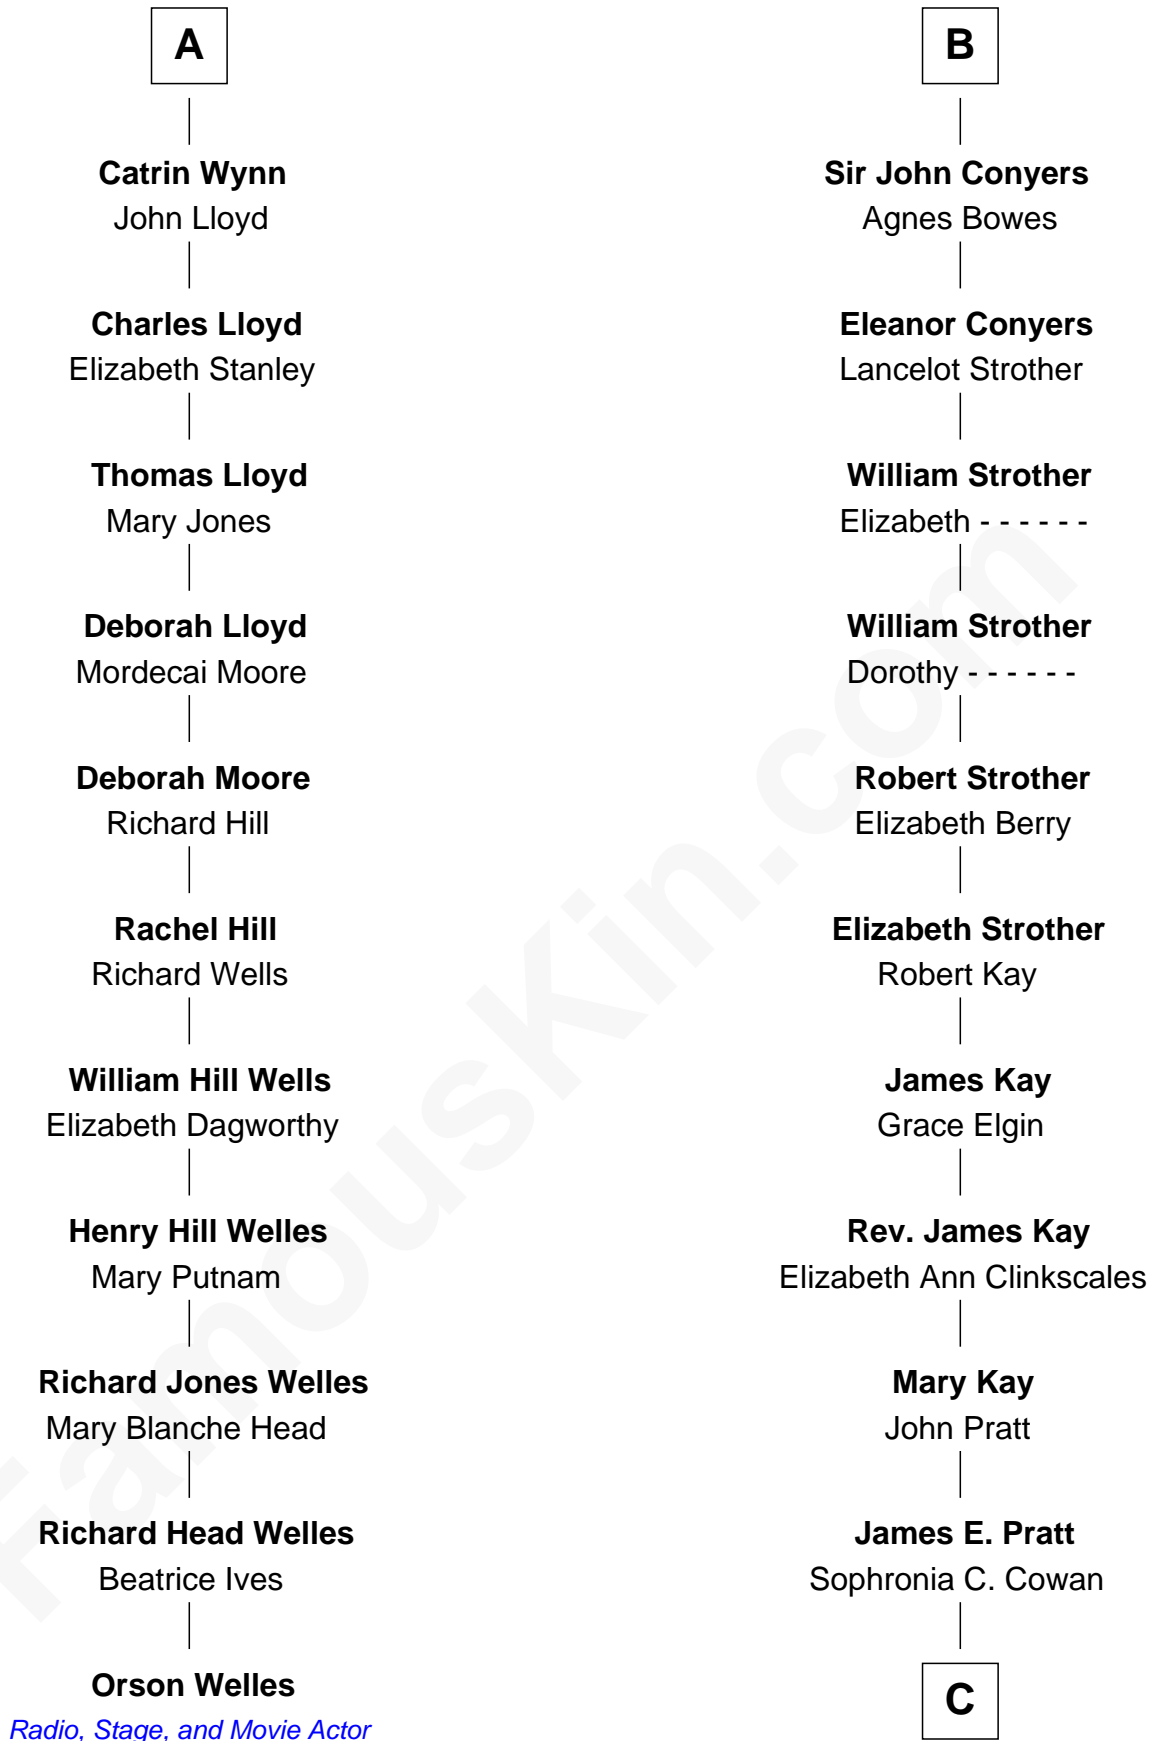 A
Catrin Wynn
John Lloyd
Charles Lloyd
Elizabeth Stanley
Thomas Lloyd
Mary Jones
Deborah Lloyd
Mordecai Moore
Deborah Moore
Richard Hill
Rachel Hill
Richard Wells
William Hill Wells
Elizabeth Dagworthy
Henry Hill Welles
Mary Putnam
Richard Jones Welles
Mary Blanche Head
Richard Head Welles
Beatrice Ives
Orson Welles
Radio, Stage, and Movie Actor
B
Sir John Conyers
Agnes Bowes
Eleanor Conyers
Lancelot Strother
William Strother
Elizabeth - - - - - -
William Strother
Dorothy - - - - - -
Robert Strother
Elizabeth Berry
Elizabeth Strother
Robert Kay
James Kay
Grace Elgin
Rev. James Kay
Elizabeth Ann Clinkscales
Mary Kay
John Pratt
James E. Pratt
Sophronia C. Cowan
C
FamousKin.com